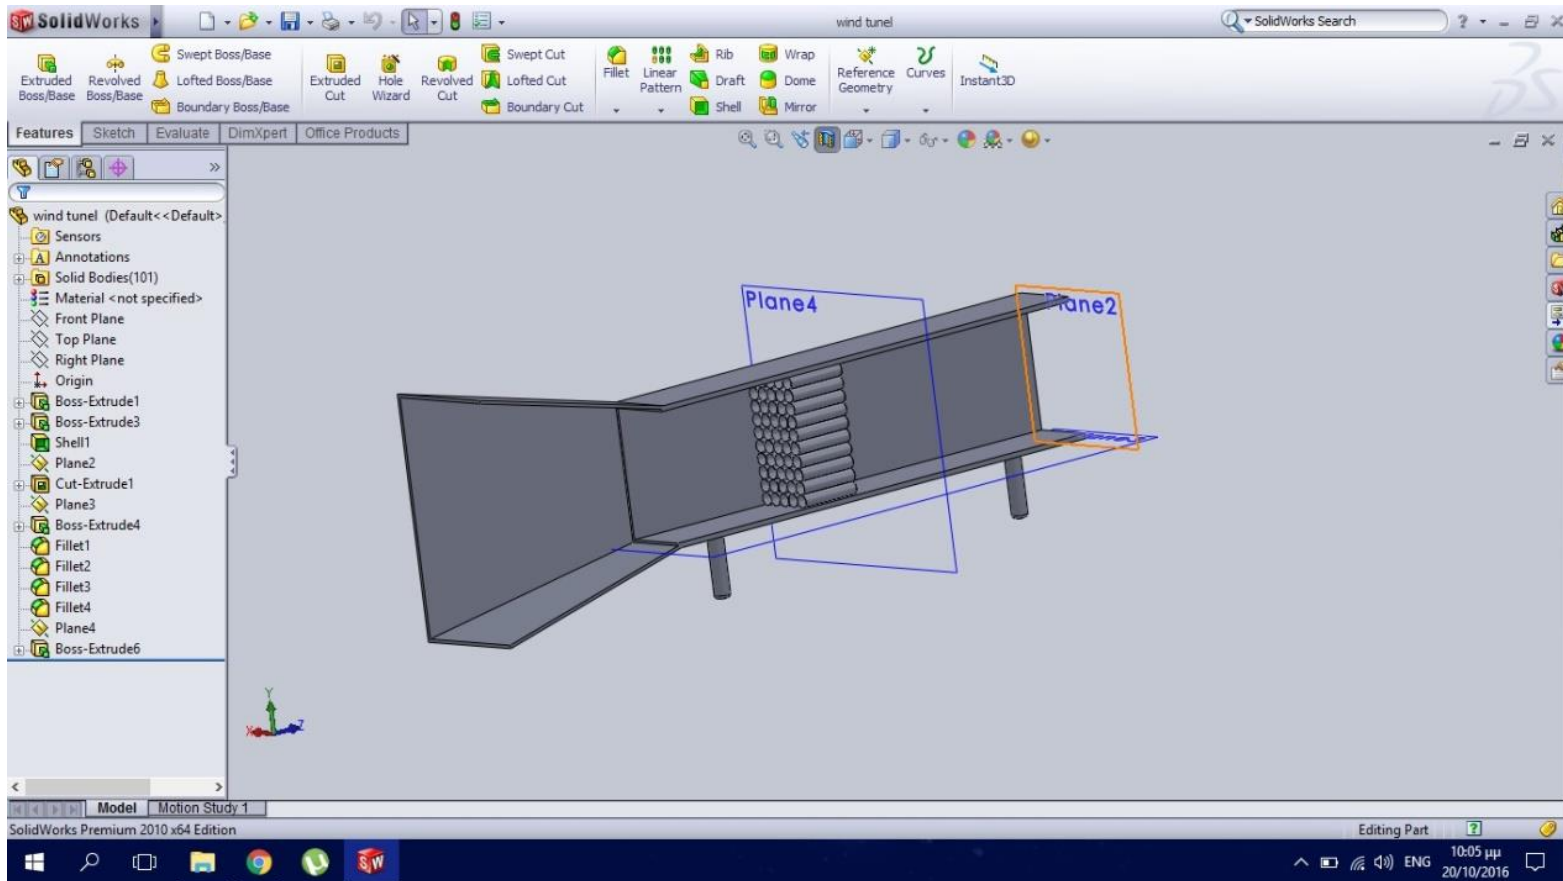 SolidWorks
wind tunel
SolidWorks Search
Extruded Boss/Base
Revolved Boss/Base
Swept Boss/Base
Lofted Boss/Base
Boundary Boss/Base
Extruded Cut
Hole Wizard
Revolved Cut
Swept Cut
Lofted Cut
Boundary Cut
Fillet
Linear Pattern
Rib
Draft
Shell
Wrap
Dome
Mirror
Reference Geometry
Curves
Instant3D
Features
Sketch
Evaluate
DimXpert
Office Products
wind tunel (Default<<Default>
Sensors
Annotations
Solid Bodies(101)
Material <not specified>
Front Plane
Top Plane
Right Plane
Origin
Boss-Extrude1
Boss-Extrude3
Shell1
Plane2
Cut-Extrude1
Plane3
Boss-Extrude4
Fillet1
Fillet2
Fillet3
Fillet4
Plane4
Boss-Extrude6
Plane4
Plane2
Y
X
Z
Model
Motion Study 1
SolidWorks Premium 2010 x64 Edition
Editing Part
ENG
10:05 μμ
20/10/2016